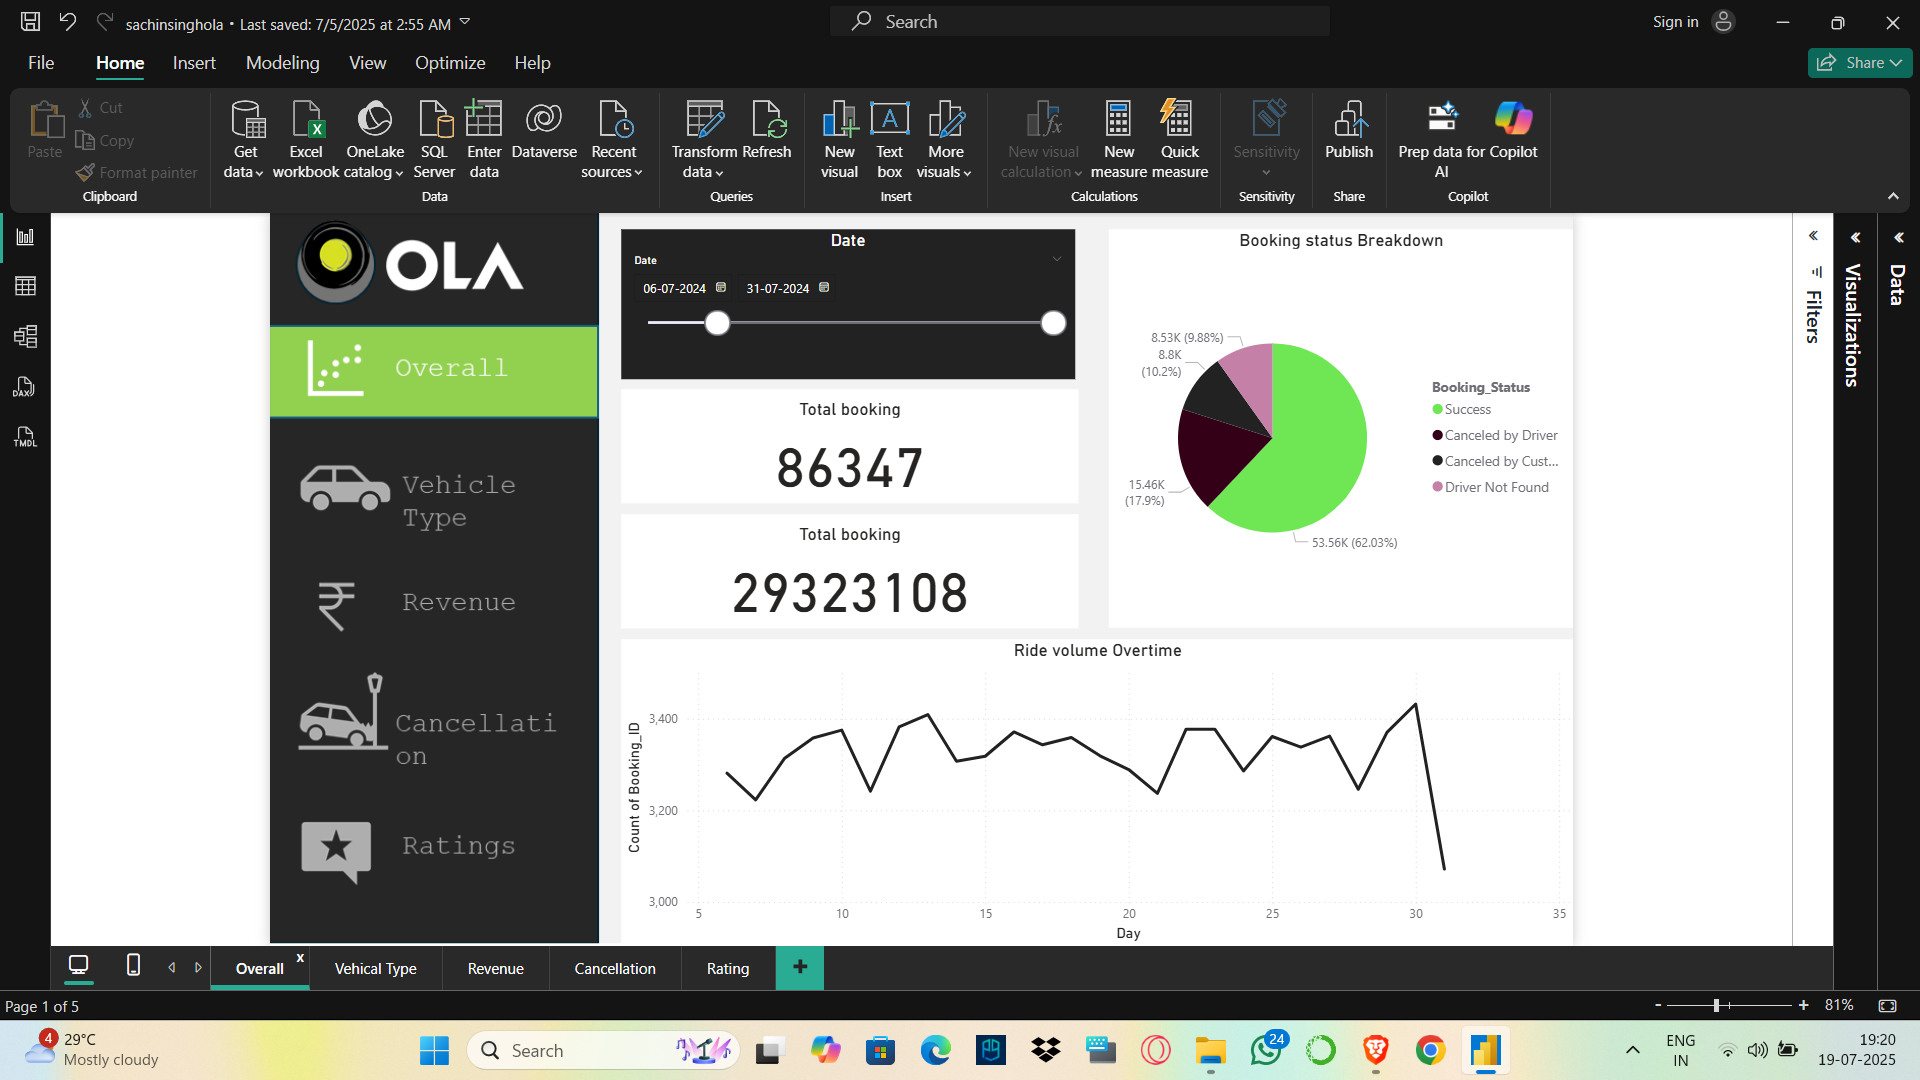 sachinsinghola • Last saved: 7/5/2025 at 2:55 AM
Search
Sign in
File
Home
Insert
Modeling
View
Optimize
Help
Share
Paste
Cut
Copy
Format painter
Clipboard
Get data
Excel workbook
OneLake catalog
SQL Server
Enter data
Dataverse
Recent sources
Data
Transform data
Refresh
Queries
New visual
Text box
More visuals
Insert
New visual calculation
New measure
Quick measure
Calculations
Sensitivity
Sensitivity
Publish
Share
Prep data for AI
Copilot
Copilot
DAX
TMDL
OLA
Overall
Vehicle
Type
Revenue
Cancellati
on
Ratings
Date
Date
06-07-2024
31-07-2024
Total booking
86347
Total booking
29323108
Booking status Breakdown
8.53K (9.88%)
8.8K
(10.2%)
15.46K
(17.9%)
53.56K (62.03%)
Booking_Status
Success
Canceled by Driver
Canceled by Cust...
Driver Not Found
Ride volume Overtime
Count of Booking_ID
3,400
3,200
3,000
5
10
15
20
25
30
35
Day
Filters
Visualizations
Data
Overall
x
Vehical Type
Revenue
Cancellation
Rating
+
Page 1 of 5
- + 81%
4
29°C
Mostly cloudy
Search
24
ENG
IN
19:20
19-07-2025